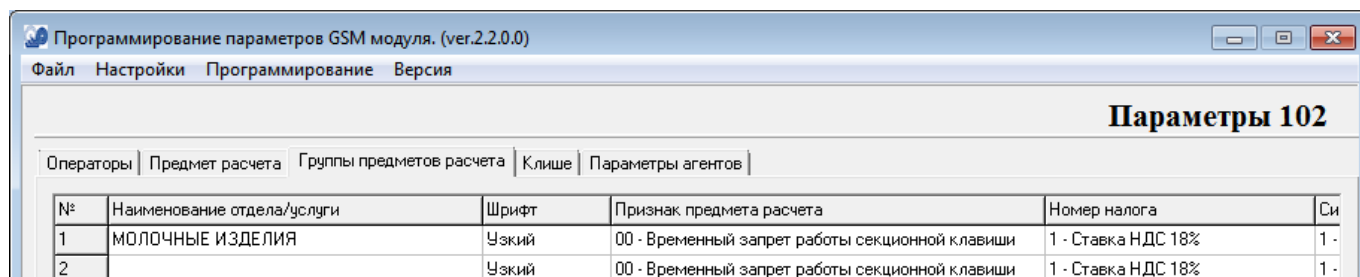 Программирование параметров GSM модуля. (ver.2.2.0.0)
Файл Настройки Программирование Версия
Параметры 102
Операторы Предмет расчета Группы предметов расчета Клише Параметры агентов
№ Наименование отдела/услуги Шрифт Признак предмета расчета Номер налога Си
1 МОЛОЧНЫЕ ИЗДЕЛИЯ Узкий 00 - Временный запрет работы секционной клавиши 1 - Ставка НДС 18% 1 -
2 Узкий 00 - Временный запрет работы секционной клавиши 1 - Ставка НДС 18% 1 -